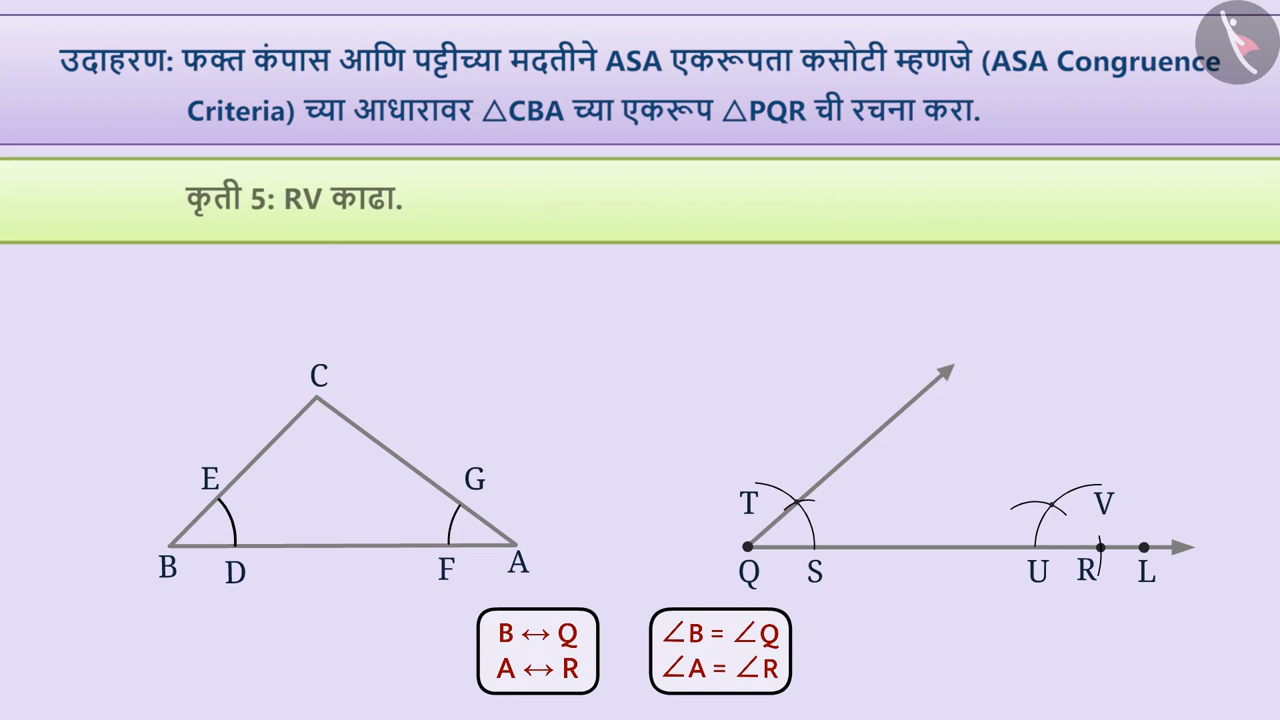 उदाहरण: फक्त कंपास आणि पट्टीच्या मदतीने ASA एकरूपता कसोटी म्हणजे (ASA Congruence
Criteria) च्या आधारावर △CBA च्या एकरूप △PQR ची रचना करा.
कृती 5: RV काढा.
C
E
G
B
D
F
A
T
V
Q
S
U
R
L
B ↔ Q
A ↔ R
∠B = ∠Q
∠A = ∠R